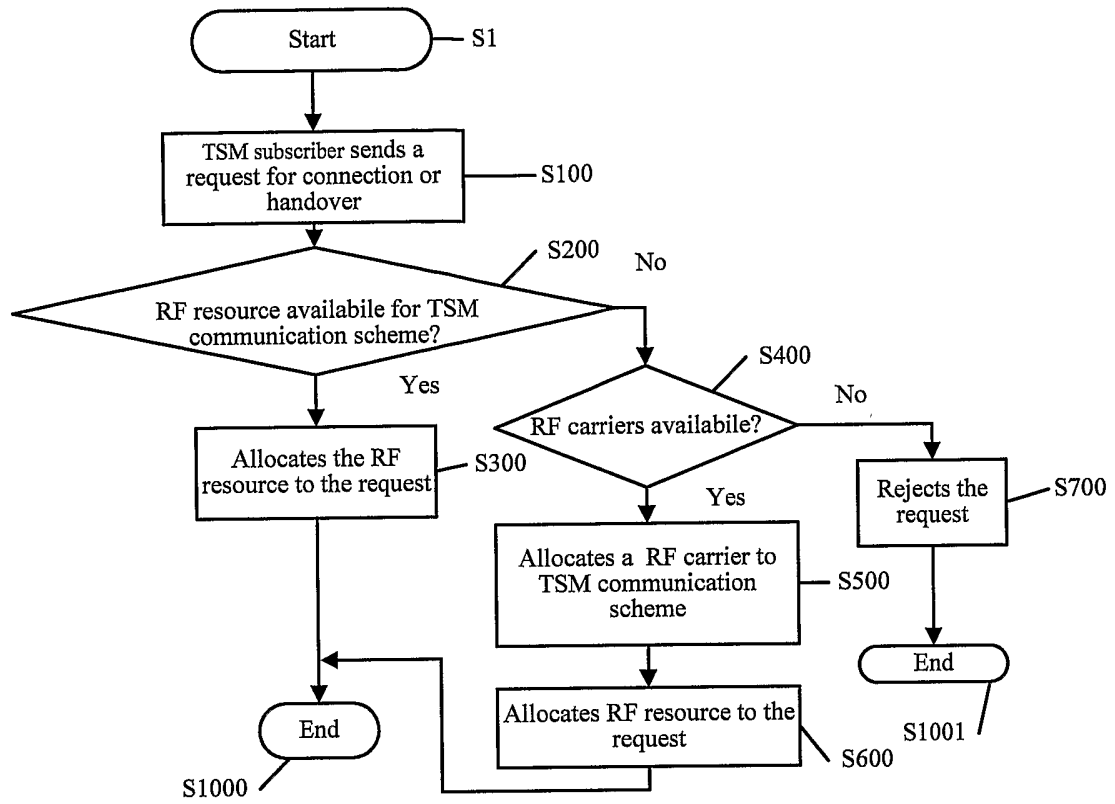 Start
S1
TSM subscriber sends a
request for connection or
handover
S100
S200
No
RF resource availabile for TSM
communication scheme?
Yes
S400
No
RF carriers availabile?
Allocates the RF
resource to the request
S300
Yes
Rejects the
request
S700
Allocates a RF carrier to
TSM communication
scheme
S500
End
S1001
Allocates RF resource to the
request
S600
End
S1000